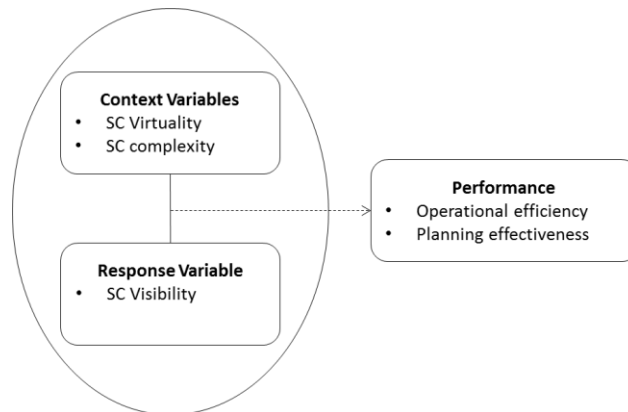 Context Variables
• SC Virtuality
• SC complexity
Performance
• Operational efficiency
• Planning effectiveness
Response Variable
• SC Visibility